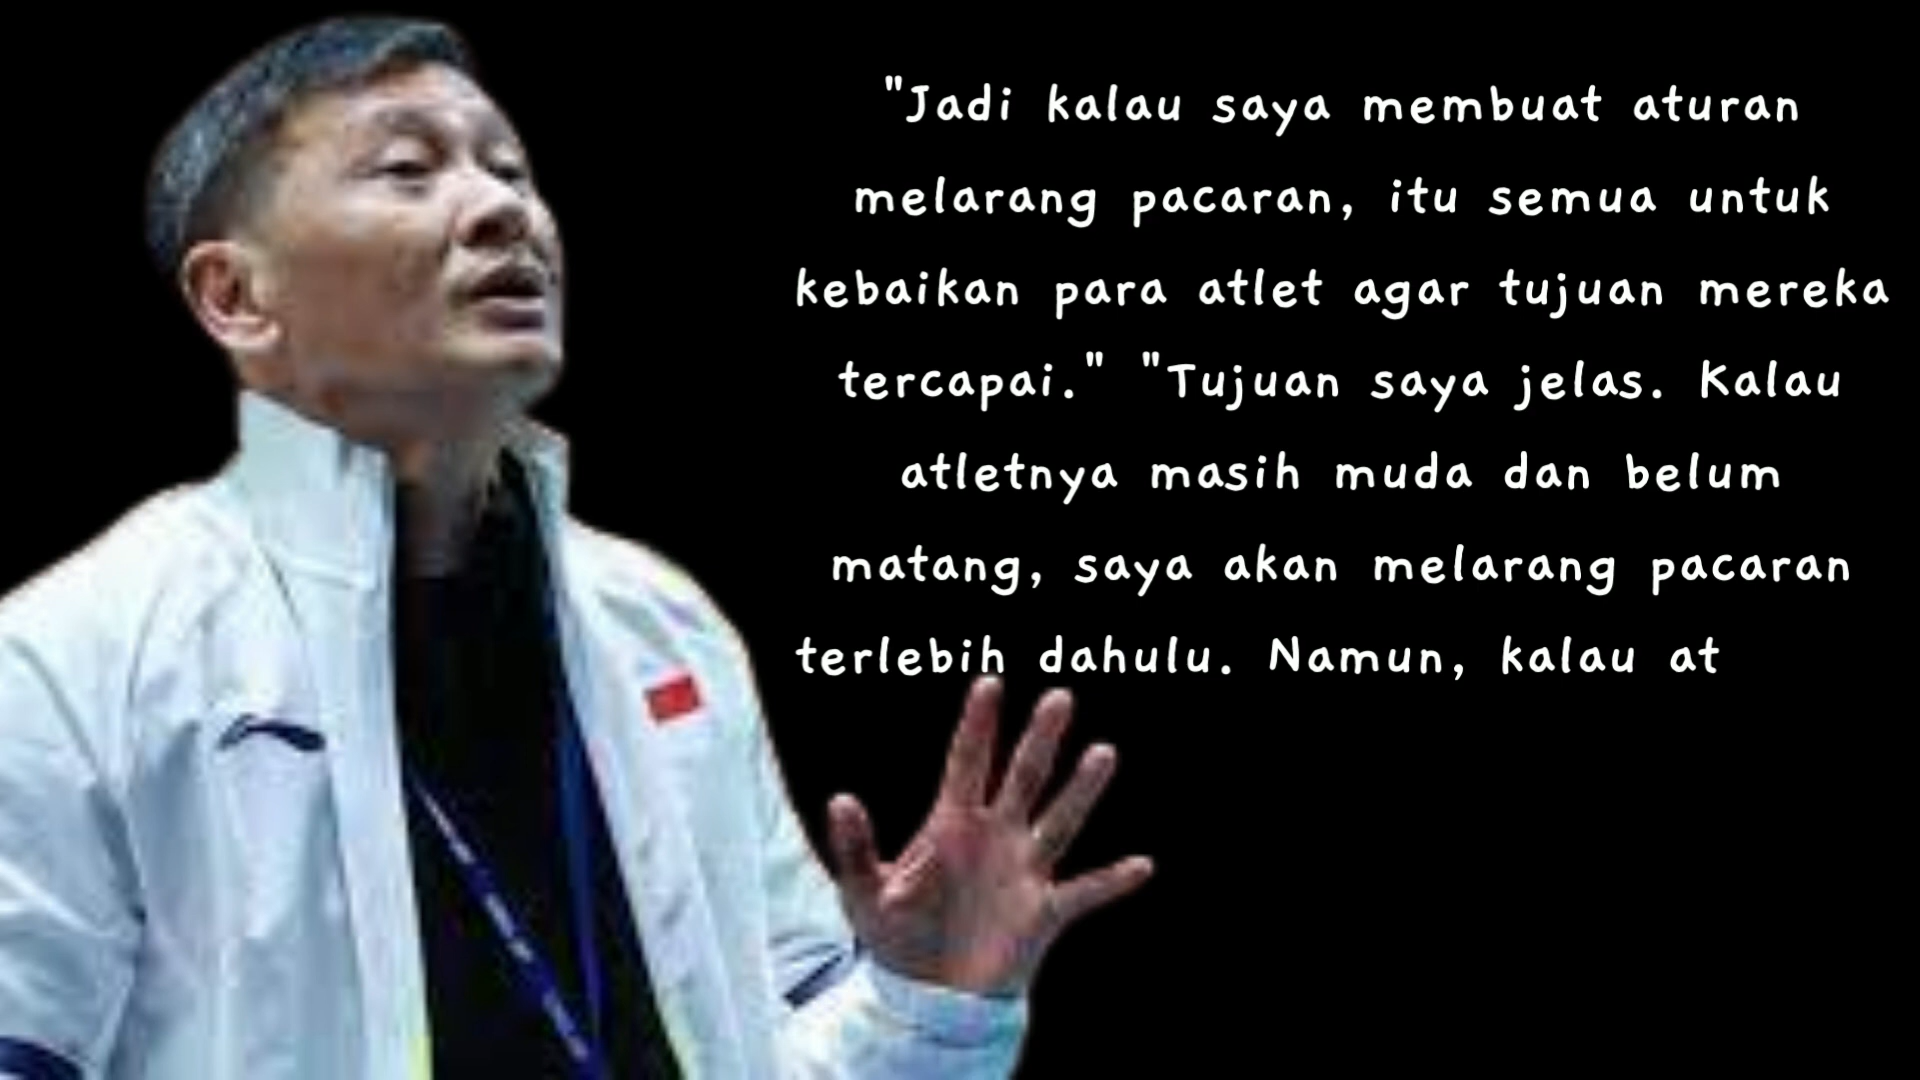 "Jadi kalau saya membuat aturan
melarang pacaran, itu semua untuk
kebaikan para atlet agar tujuan mereka
tercapai." "Tujuan saya jelas. Kalau
atletnya masih muda dan belum
matang, saya akan melarang pacaran
terlebih dahulu. Namun, kalau at